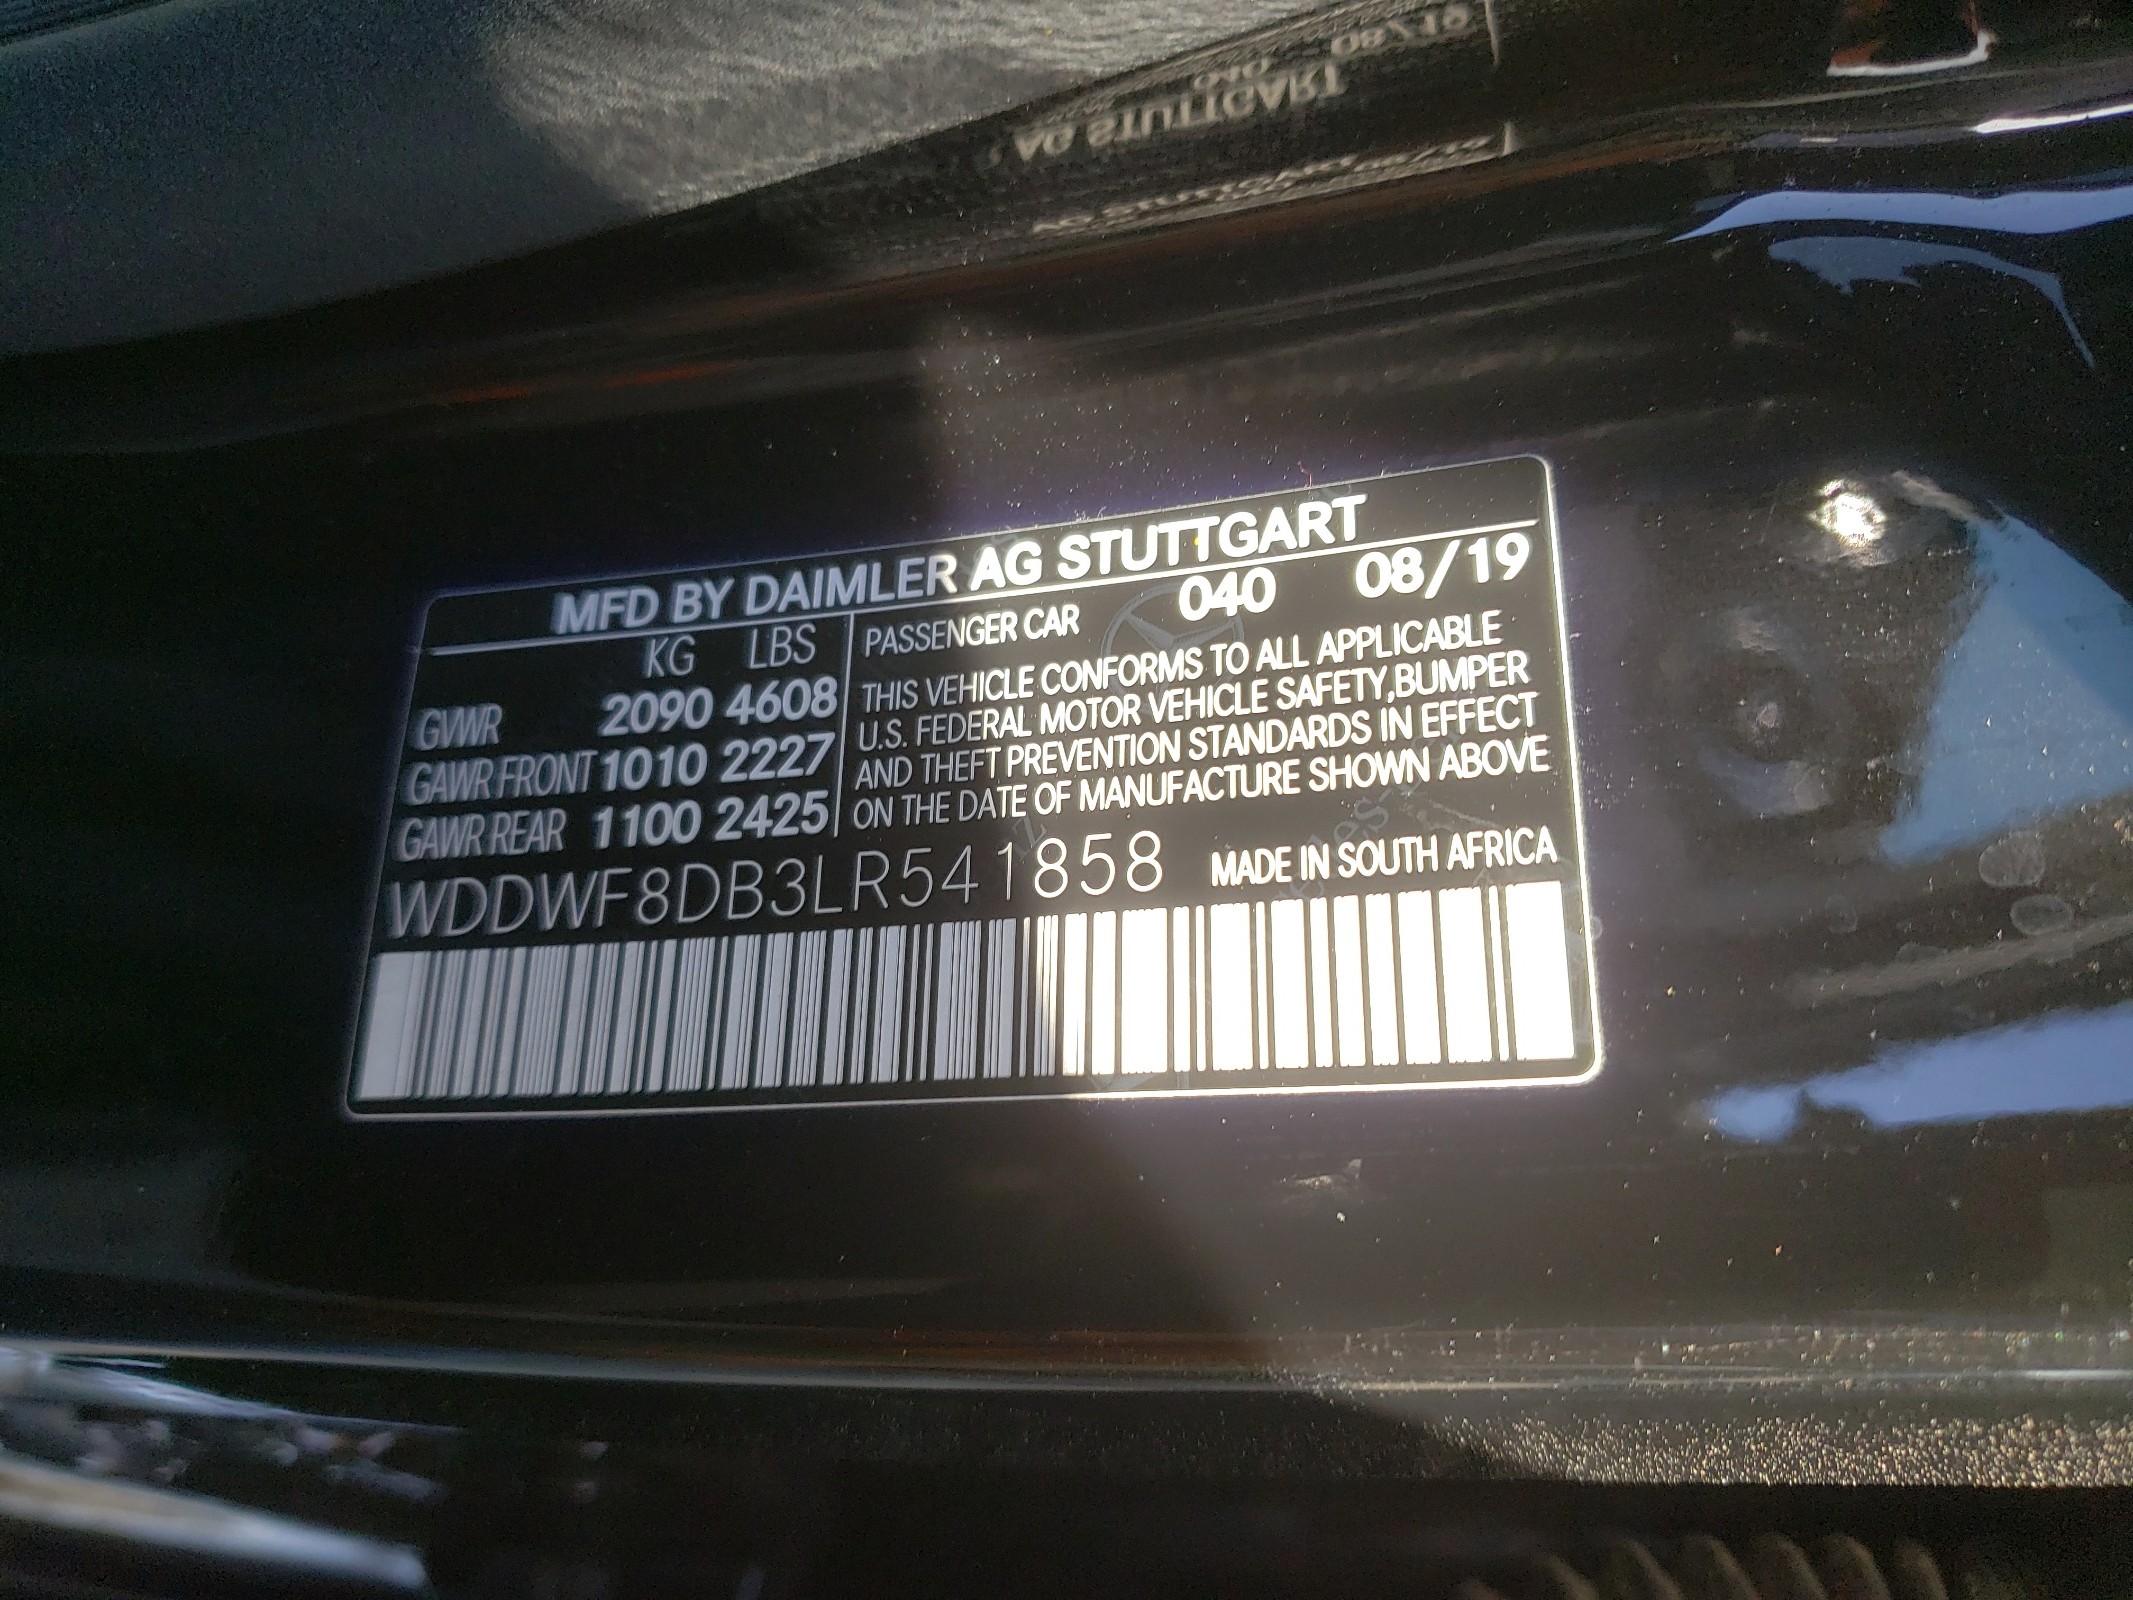 MFD BY DAIMLER AG STUTTGART
KG LBS
GVWR 2090 4608
GAWR FRONT 1010 2227
GAWR REAR 1100 2425
PASSENGER CAR 040 08/19
THIS VEHICLE CONFORMS TO ALL APPLICABLE
U.S. FEDERAL MOTOR VEHICLE SAFETY,BUMPER
AND THEFT PREVENTION STANDARDS IN EFFECT
ON THE DATE OF MANUFACTURE SHOWN ABOVE
WDDWF8DB3LR541858 MADE IN SOUTH AFRICA